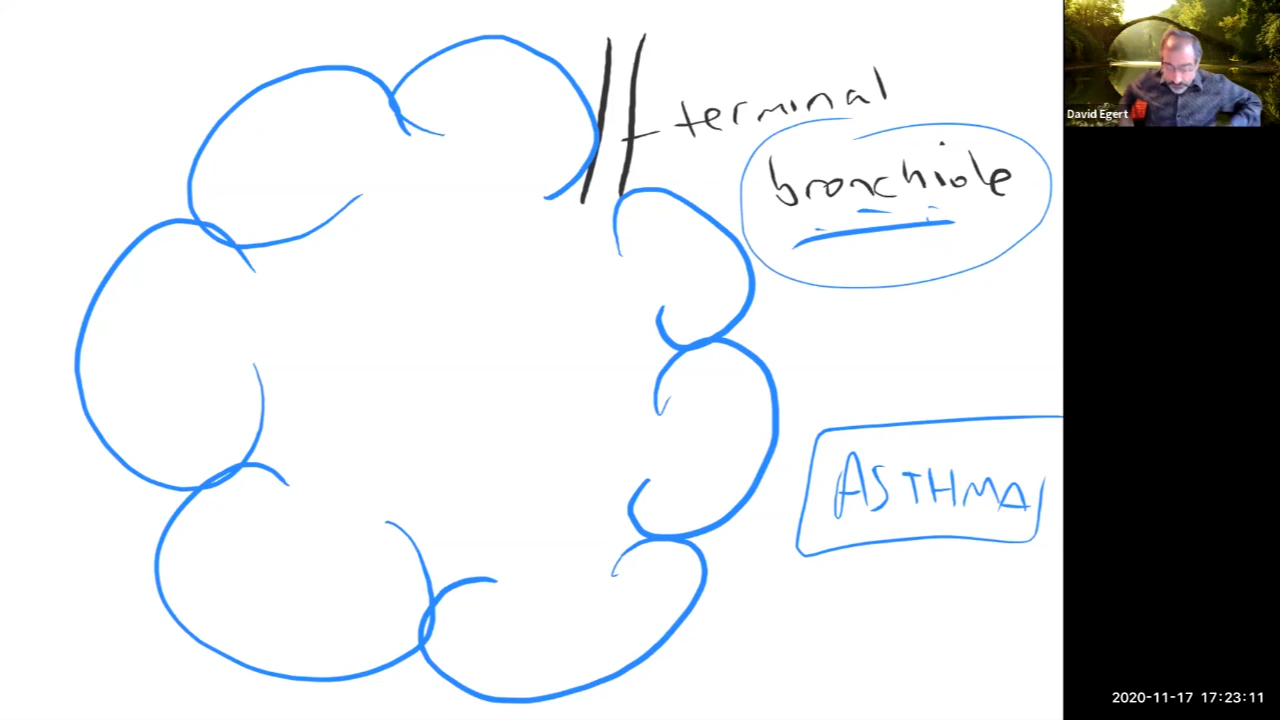 terminal
bronchiole
ASTHMA
David Egert
2020-11-17 17:23:11